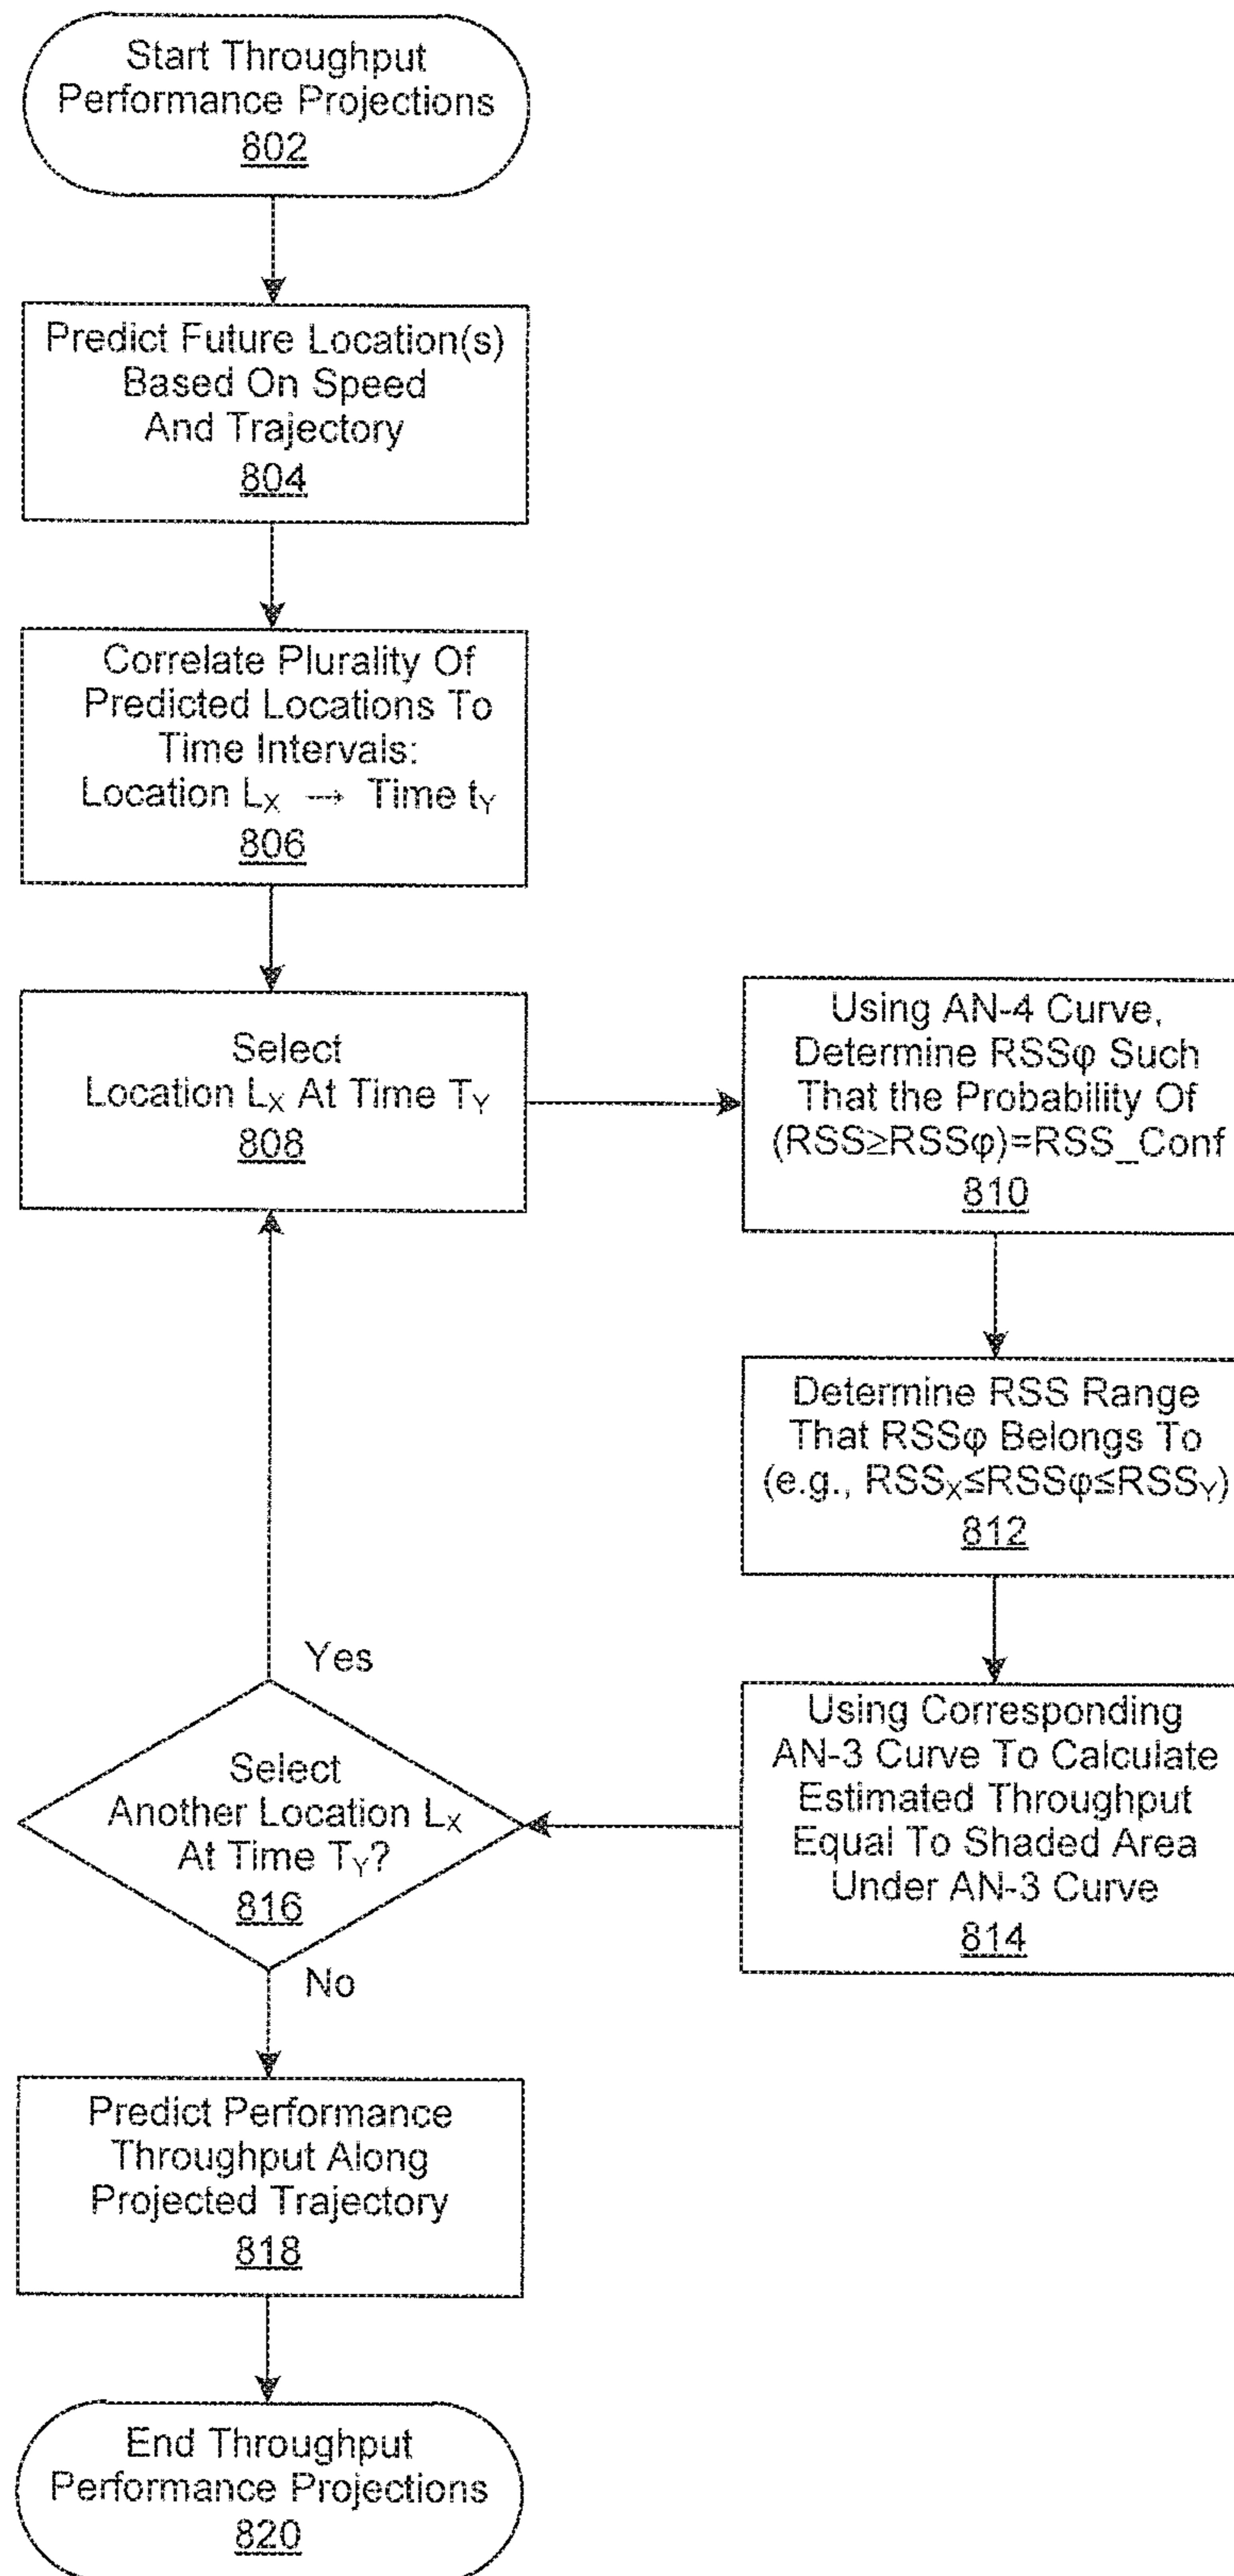 Start Throughput
Performance Projections
802
Predict Future Location(s)
Based On Speed
And Trajectory
804
Correlate Plurality Of
Predicted Locations To
Time Intervals:
Location Lₓ → Time tᵧ
806
Select
Location Lₓ At Time Tᵧ
808
Using AN-4 Curve,
Determine RSSφ Such
That the Probability Of
(RSS≥RSSφ)=RSS_Conf
810
Determine RSS Range
That RSSφ Belongs To
(e.g., RSSₓ≤RSSφ≤RSSᵧ)
812
Using Corresponding
AN-3 Curve To Calculate
Estimated Throughput
Equal To Shaded Area
Under AN-3 Curve
814
Yes
Select
Another Location Lₓ
At Time Tᵧ?
816
No
Predict Performance
Throughput Along
Projected Trajectory
818
End Throughput
Performance Projections
820